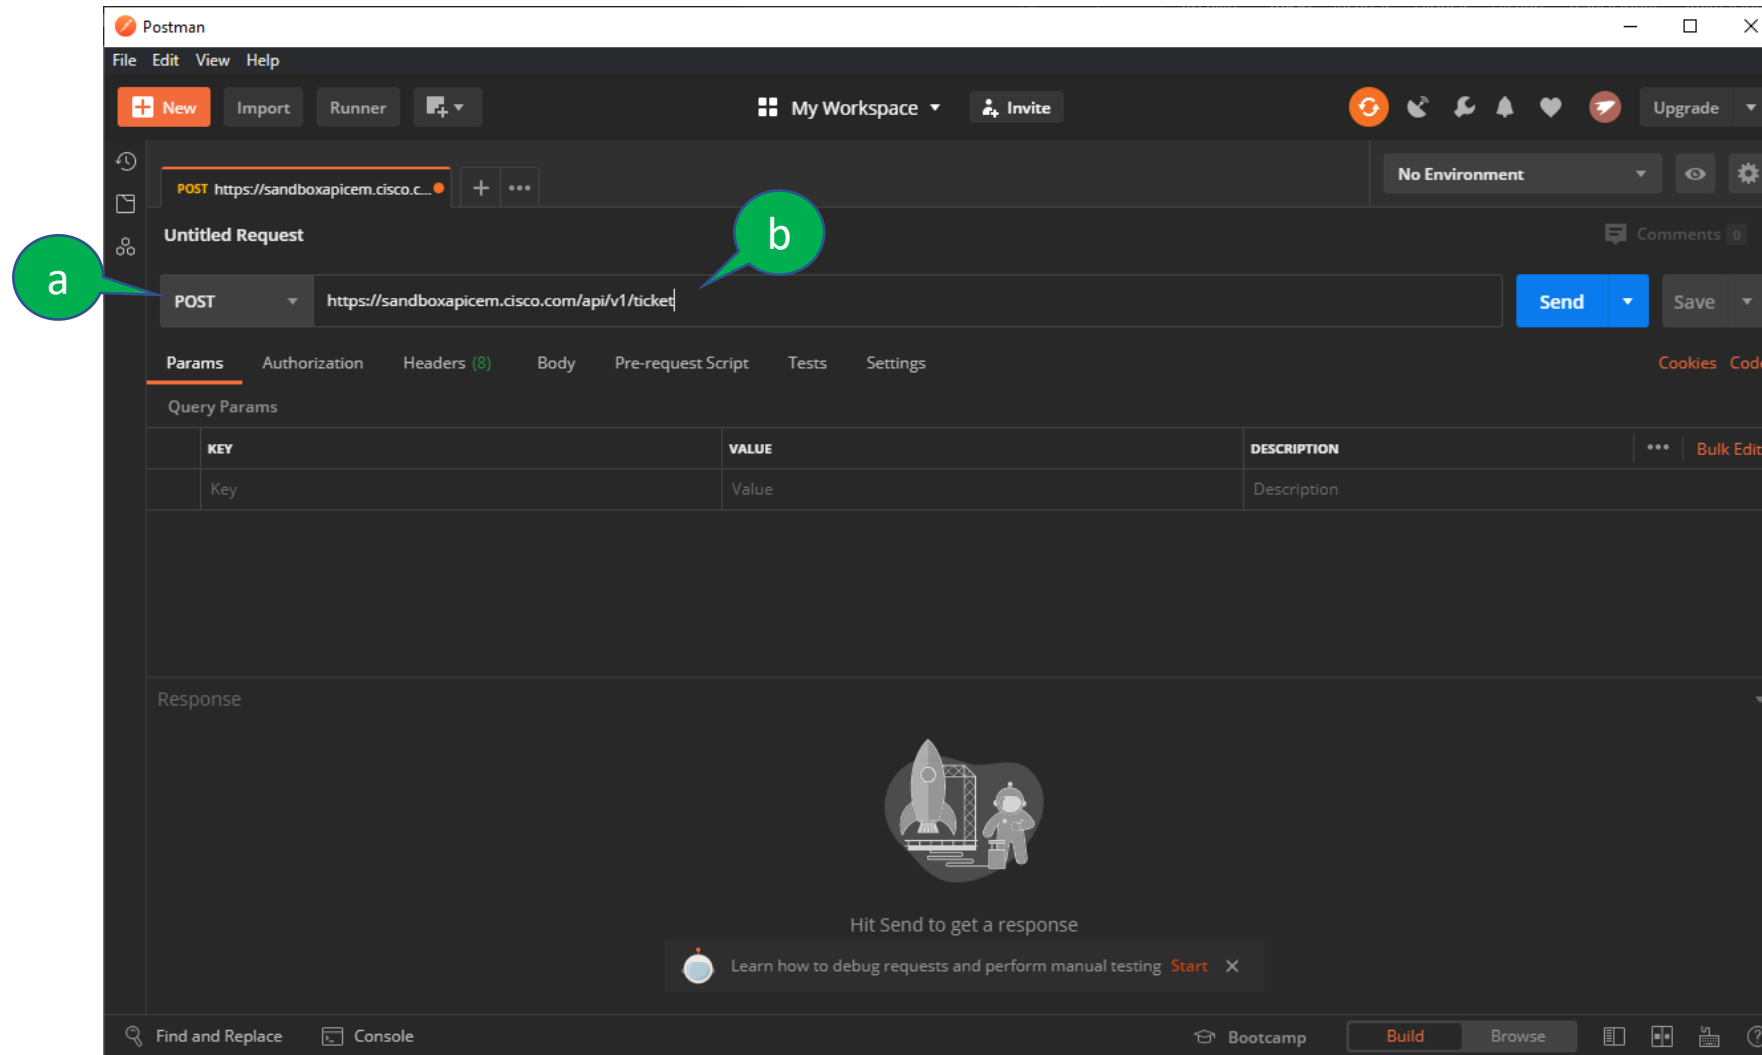 Postman
File Edit View Help
New Import Runner My Workspace Invite Upgrade
POST https://sandboxapicem.cisco.c... No Environment
Untitled Request Comments 0
a b
POST https://sandboxapicem.cisco.com/api/v1/ticket Send Save
Params Authorization Headers (8) Body Pre-request Script Tests Settings Cookies Code
Query Params
KEY VALUE DESCRIPTION Bulk Edit
Key Value Description
Response
Hit Send to get a response
Learn how to debug requests and perform manual testing Start
Find and Replace Console Bootcamp Build Browse